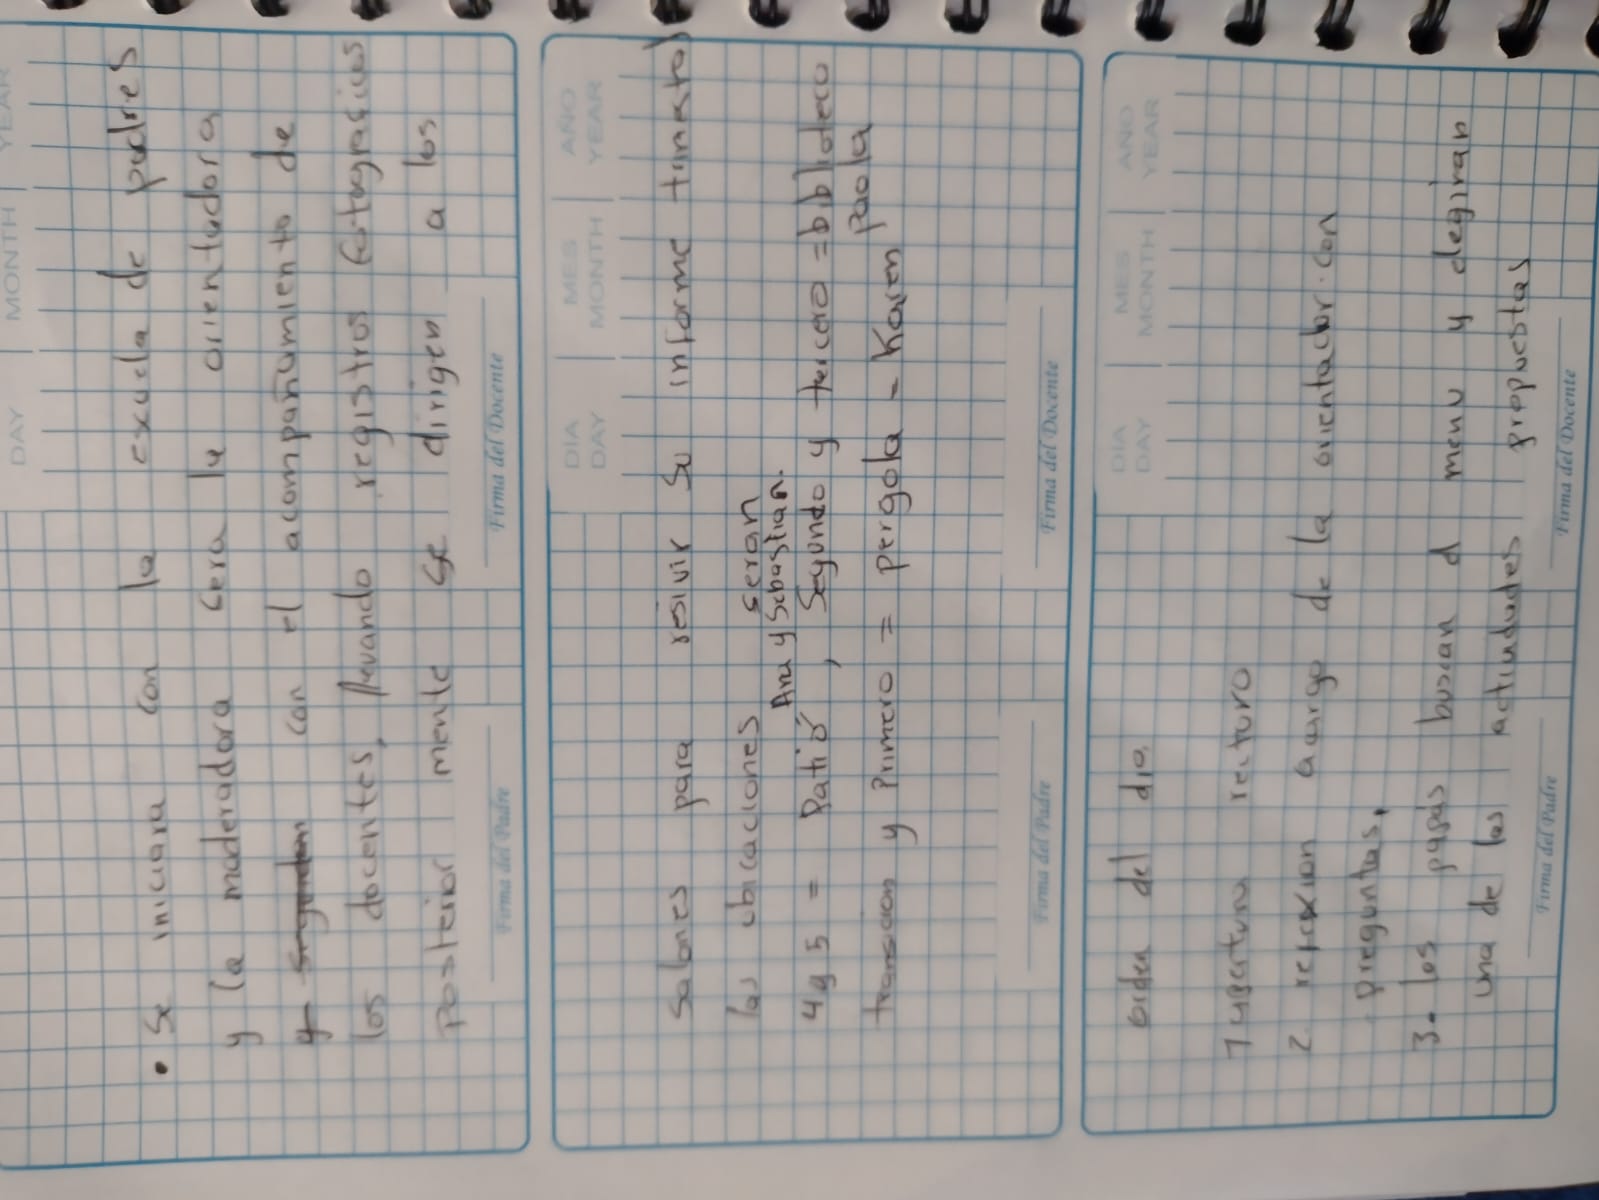 DAY MONTH YEAR
• Se iniciara con la escuela de padres
y la maderadora sera la orientadora
y con el acompañamiento de
los docentes, llevando registros fotograficos
Posterior mente se dirigen a los
Firma del Padre Firma del Docente
DIA MES AÑO
DAY MONTH YEAR
Salones para resivir su informe trimestral
las ubicaciones seran
Ana y Sebastian.
4 y 5 = Patio, Segundo y tercero = biblioteca
Paola
transicion y Primero = pergola - Karen
Firma del Padre Firma del Docente
DIA MES AÑO
DAY MONTH YEAR
orden del dia
1 apertura rectura
2 reflexion a cargo de la orientador. con
preguntas,
3. los papás buscan el menu y elegiran
una de las actividades propuestas
Firma del Padre Firma del Docente